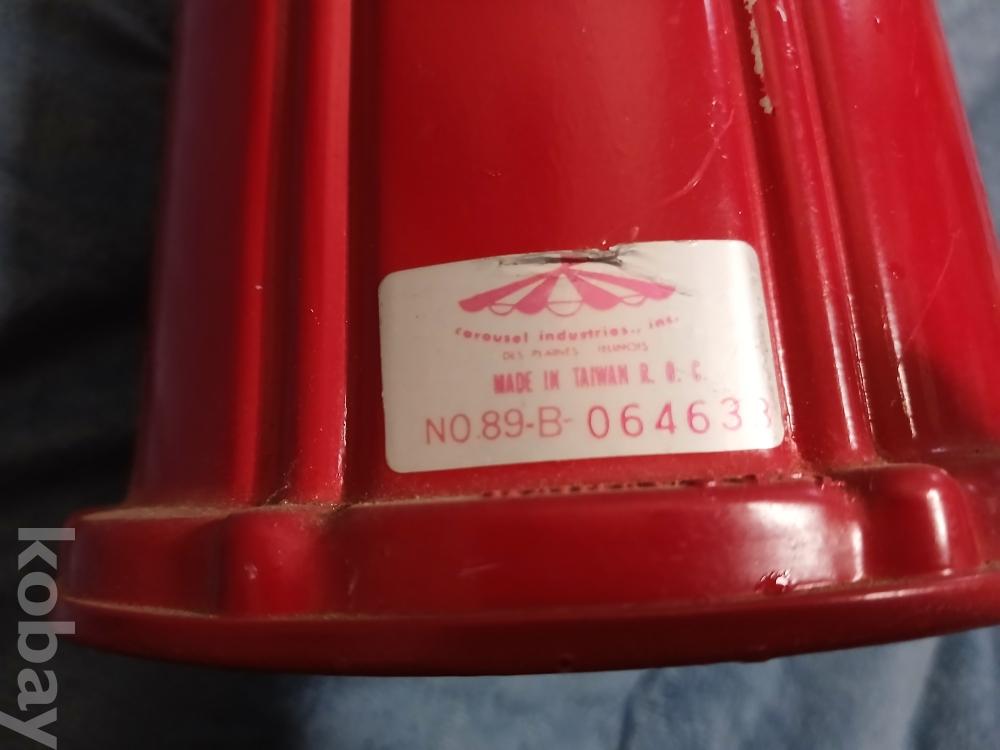 carousel industries., inc.
DES PLAINES ILLINOIS
MADE IN TAIWAN R. O. C.
NO.89-B- 064633
kobay